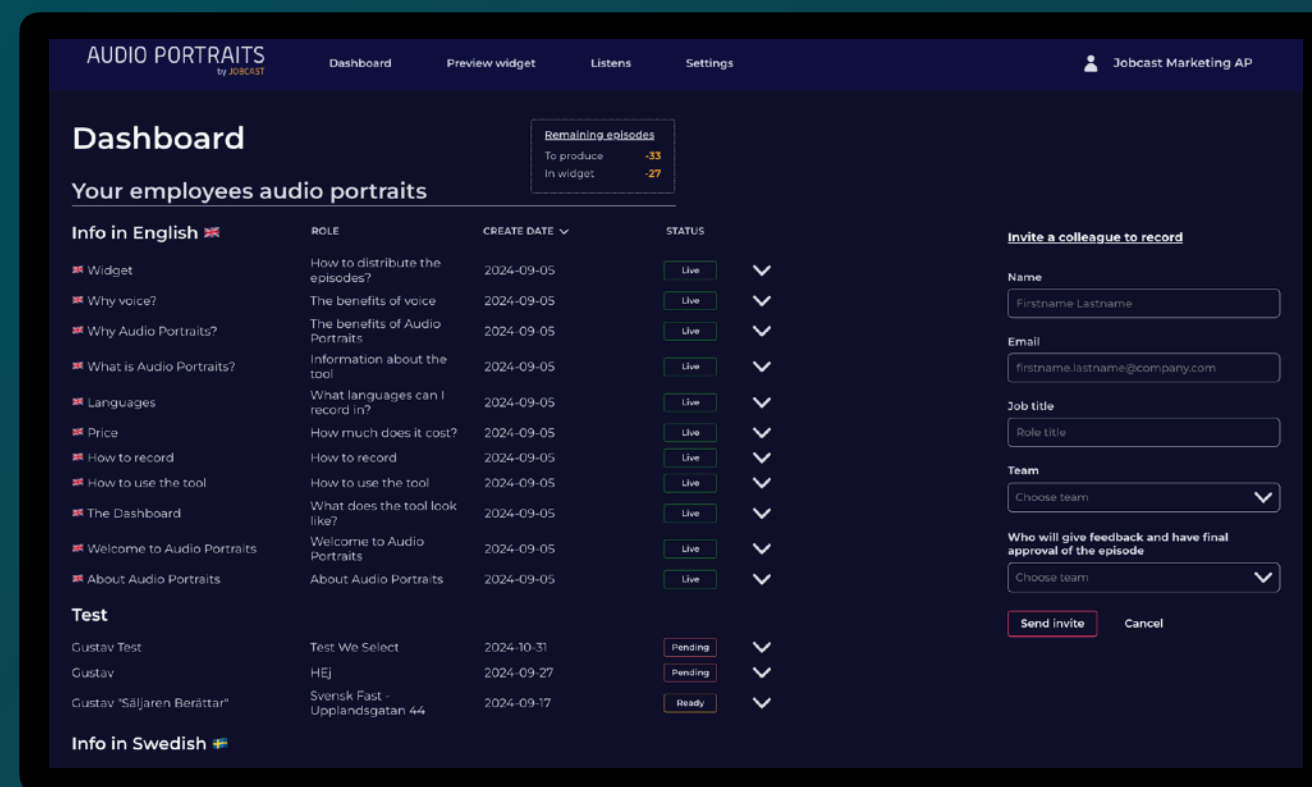 AUDIO PORTRAITS
by JOBCAST
Dashboard Preview widget Listens Settings
Jobcast Marketing AP
Dashboard
Remaining episodes
To produce -33
In widget -27
Your employees audio portraits
Info in English ROLE CREATE DATE STATUS
Widget How to distribute the episodes? 2024-09-05 Live
Why voice? The benefits of voice 2024-09-05 Live
Why Audio Portraits? The benefits of Audio Portraits 2024-09-05 Live
What is Audio Portraits? Information about the tool 2024-09-05 Live
Languages What languages can I record in? 2024-09-05 Live
Price How much does it cost? 2024-09-05 Live
How to record How to record 2024-09-05 Live
How to use the tool How to use the tool 2024-09-05 Live
The Dashboard What does the tool look like? 2024-09-05 Live
Welcome to Audio Portraits Welcome to Audio Portraits 2024-09-05 Live
About Audio Portraits About Audio Portraits 2024-09-05 Live
Test
Gustav Test Test We Select 2024-10-31 Pending
Gustav HEj 2024-09-27 Pending
Gustav "Säljaren Berättar" Svensk Fast - Upplandsgatan 44 2024-09-17 Ready
Info in Swedish
Invite a colleague to record
Name
Firstname Lastname
Email
firstname.lastname@company.com
Job title
Role title
Team
Choose team
Who will give feedback and have final
approval of the episode
Choose team
Send invite Cancel